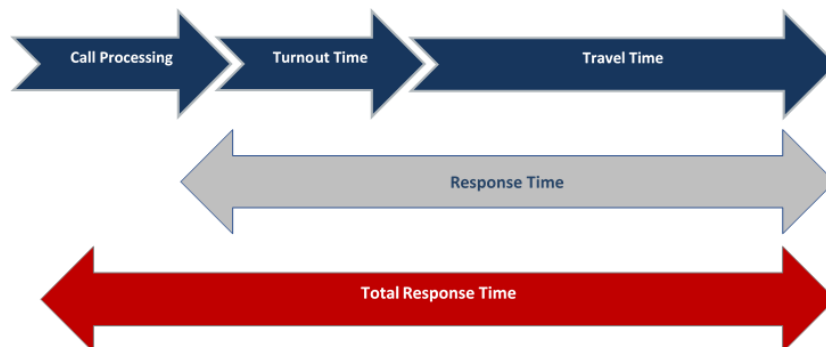 Call Processing
Turnout Time
Travel Time
Response Time
Total Response Time